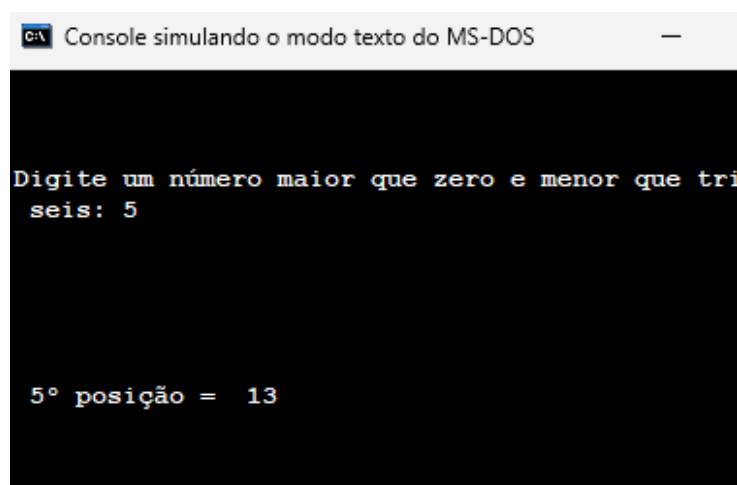 Console simulando o modo texto do MS-DOS
Digite um número maior que zero e menor que tri
seis: 5
5º posição = 13